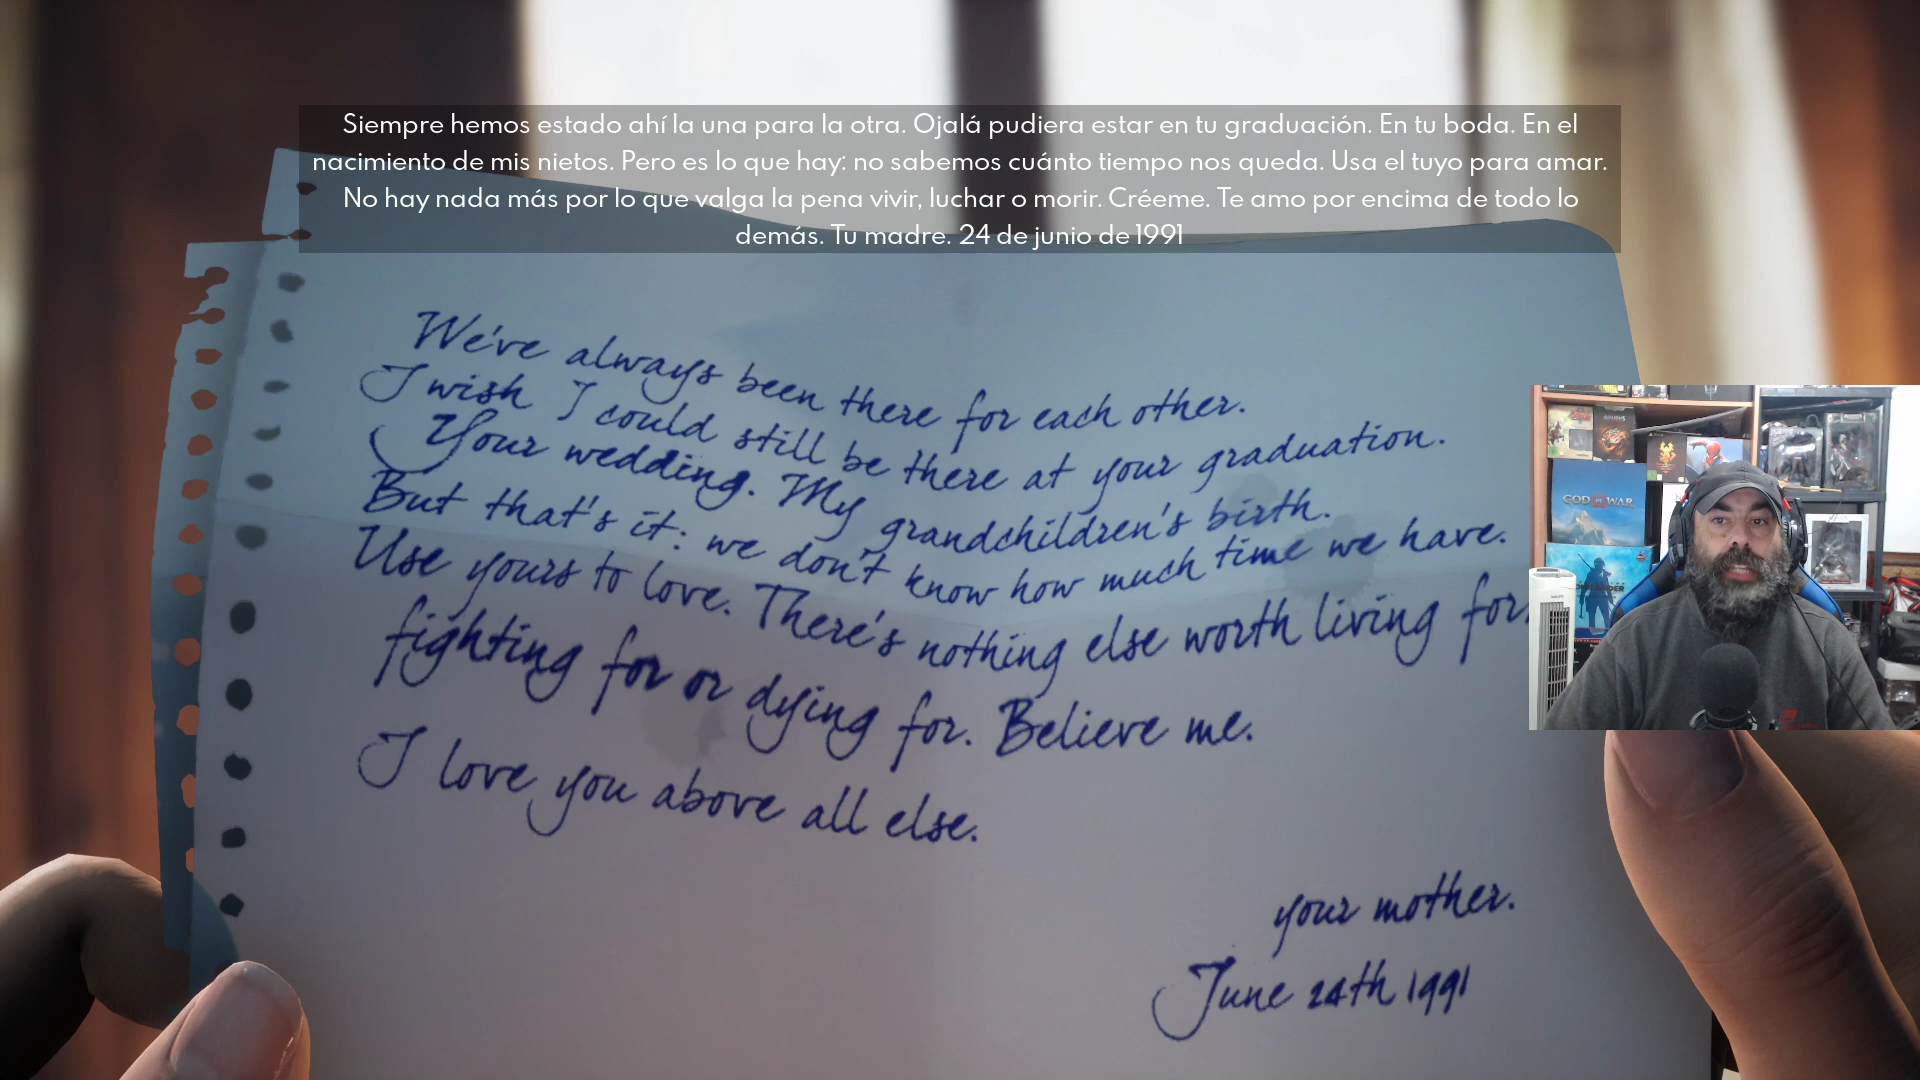 Siempre hemos estado ahí la una para la otra. Ojalá pudiera estar en tu graduación. En tu boda. En el
nacimiento de mis nietos. Pero es lo que hay: no sabemos cuánto tiempo nos queda. Usa el tuyo para amar.
No hay nada más por lo que valga la pena vivir, luchar o morir. Créeme. Te amo por encima de todo lo
demás. Tu madre. 24 de junio de 1991
We've always been there for each other.
I wish I could still be there at your graduation.
Your wedding. My grandchildren's birth.
But that's it: we don't know how much time we have.
Use yours to love. There's nothing else worth living for,
fighting for or dying for. Believe me.
I love you above all else.
your mother.
June 24th 1991
GOD OF WAR